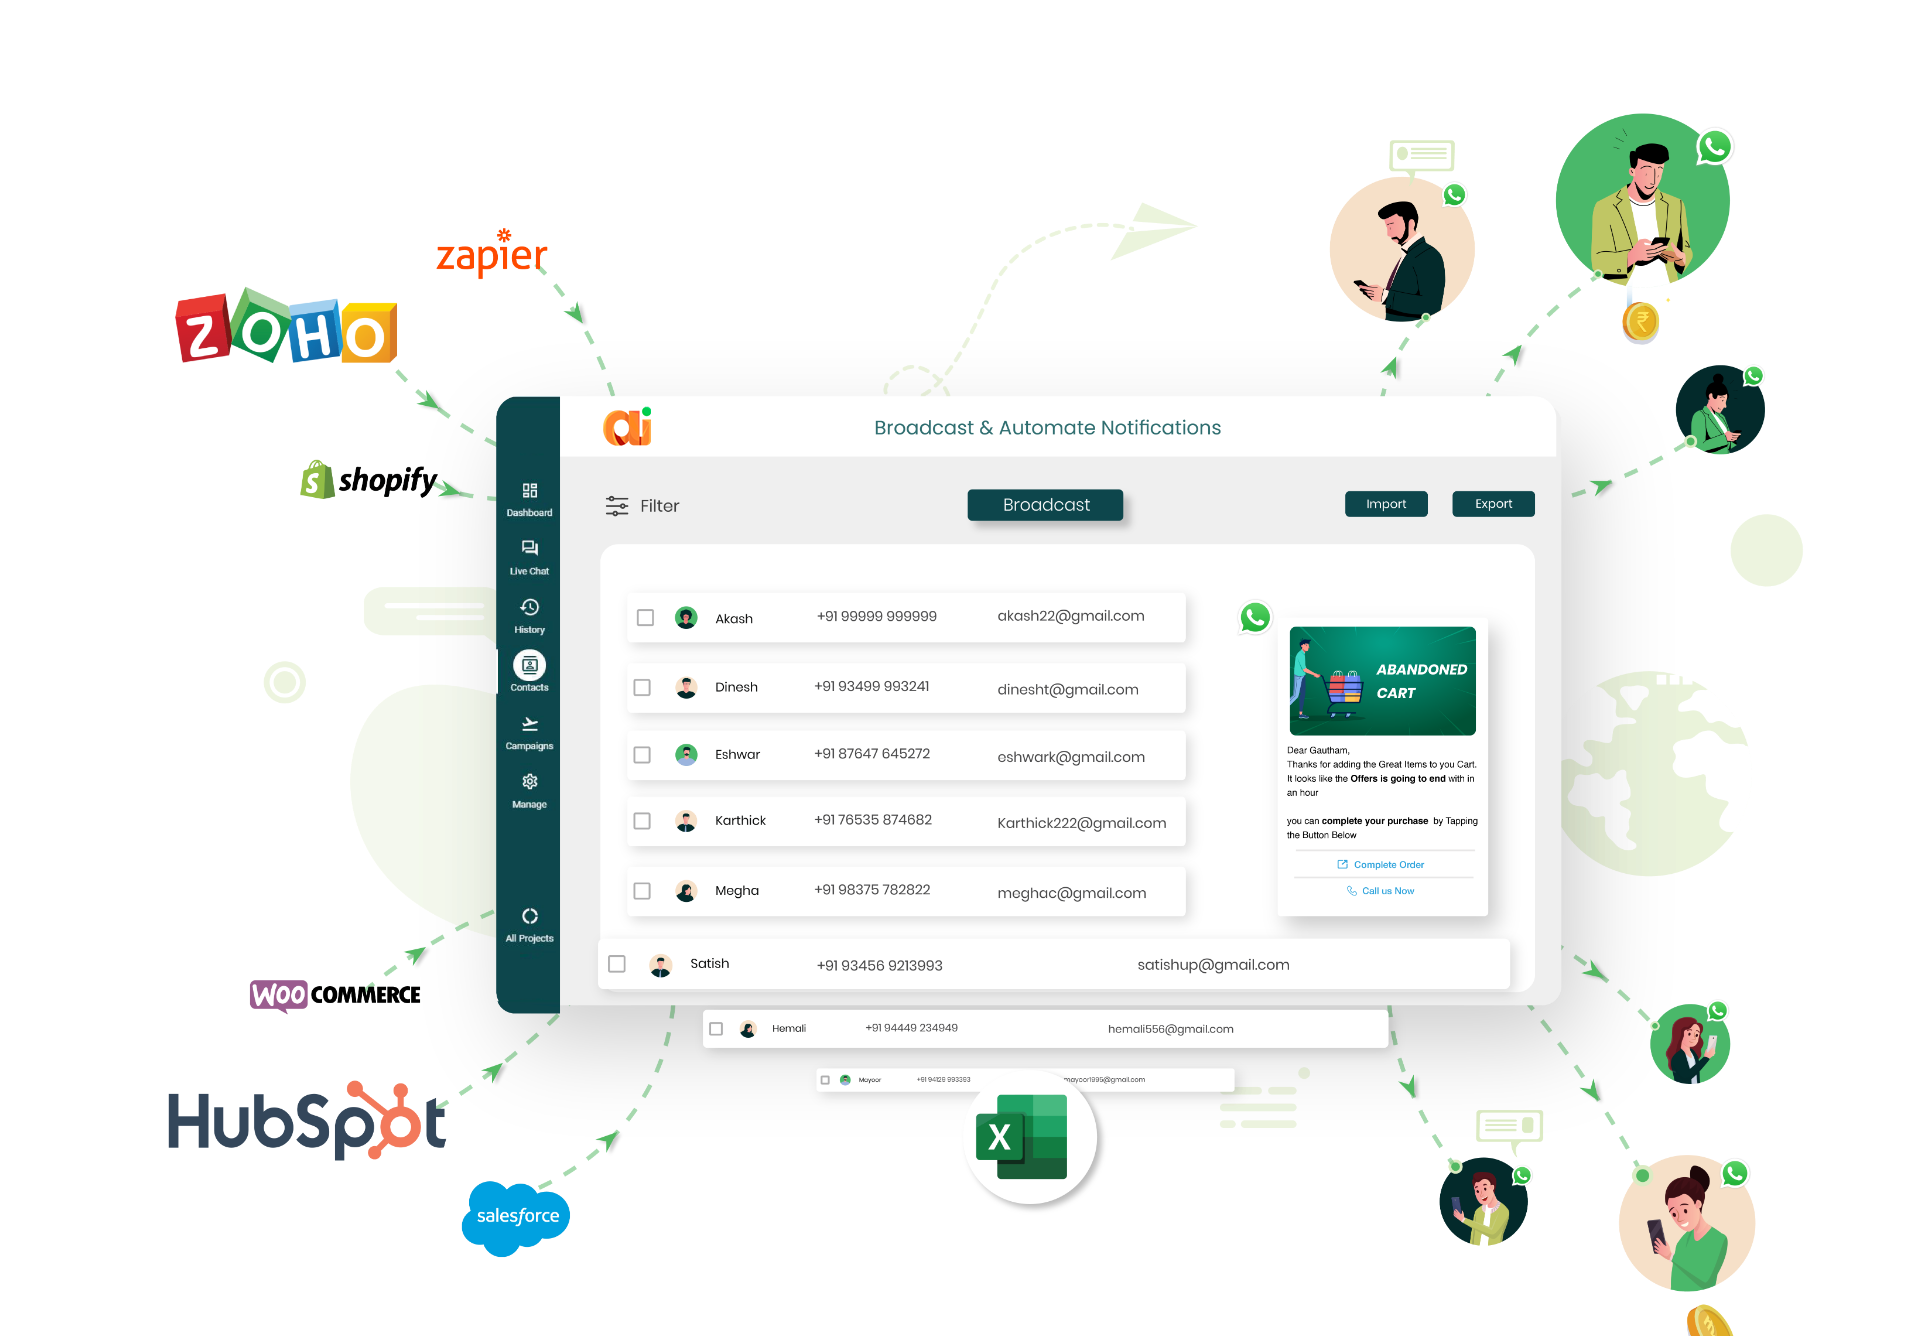 zapier
ZOHO
shopify
WOO COMMERCE
HubSpot
salesforce
ai
Broadcast & Automate Notifications
Dashboard
Live Chat
History
Contacts
Campaigns
Manage
All Projects
Filter
Broadcast
Import
Export
Akash +91 99999 999999 akash22@gmail.com
Dinesh +91 93499 993241 dinesht@gmail.com
Eshwar +91 87647 645272 eshwark@gmail.com
Karthick +91 76535 874682 Karthick222@gmail.com
Megha +91 98375 782822 meghac@gmail.com
Satish +91 93456 9213993 satishup@gmail.com
Hemali +91 94449 234949 hemali556@gmail.com
Mayoor +91 94129 993393 mayoor1995@gmail.com
ABANDONED
CART
Dear Gautham,
Thanks for adding the Great Items to you Cart.
It looks like the Offers is going to end with in
an hour
you can complete your purchase by Tapping
the Button Below
Complete Order
Call us Now
X
₹